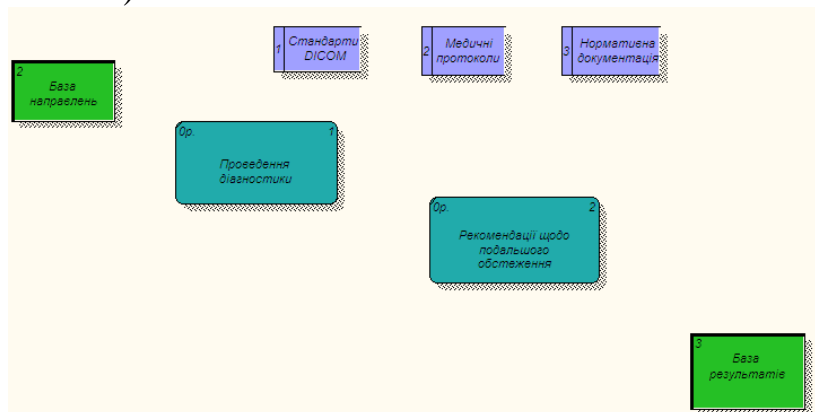 )
1
Стандарти
DICOM
2
Медичні
протоколи
3
Нормативна
документація
2
База
направлень
0р.
1
Проведення
діагностики
0р.
2
Рекомендації щодо
подальшого
обстеження
3
База
результатів